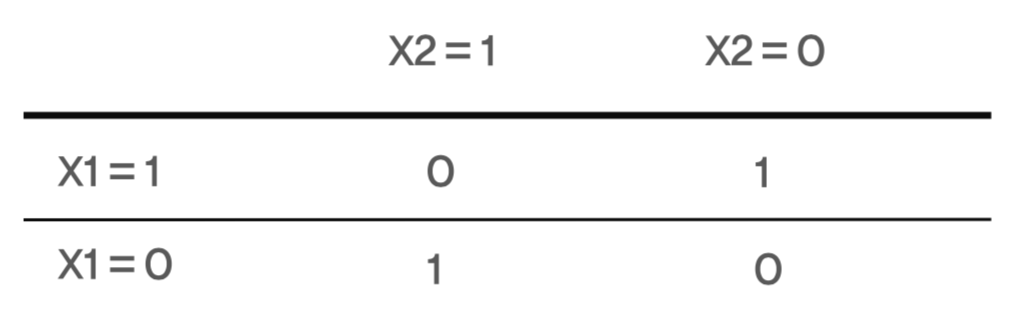 X2 = 1 X2 = 0
X1 = 1 0 1
X1 = 0 1 0